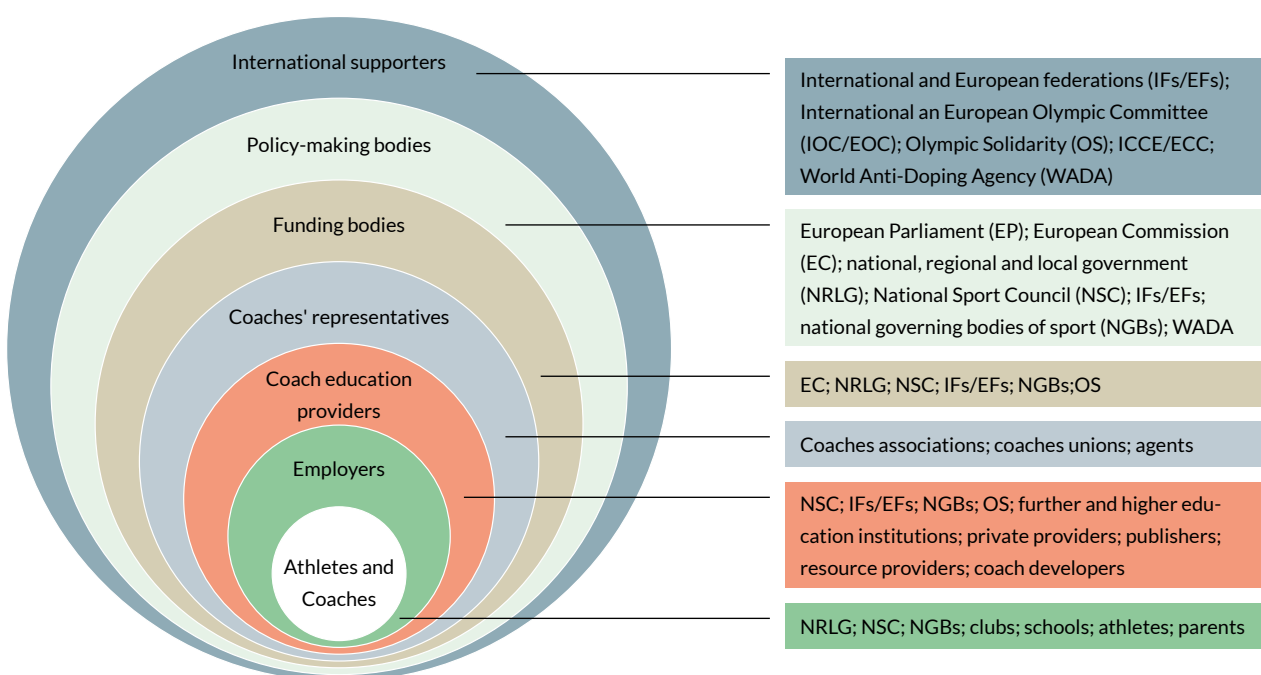 International supporters
Policy-making bodies
Funding bodies
Coaches' representatives
Coach education
providers
Employers
Athletes and
Coaches
International and European federations (IFs/EFs);
International an European Olympic Committee
(IOC/EOC); Olympic Solidarity (OS); ICCE/ECC;
World Anti-Doping Agency (WADA)
European Parliament (EP); European Commission
(EC); national, regional and local government
(NRLG); National Sport Council (NSC); IFs/EFs;
national governing bodies of sport (NGBs); WADA
EC; NRLG; NSC; IFs/EFs; NGBs;OS
Coaches associations; coaches unions; agents
NSC; IFs/EFs; NGBs; OS; further and higher edu-
cation institutions; private providers; publishers;
resource providers; coach developers
NRLG; NSC; NGBs; clubs; schools; athletes; parents